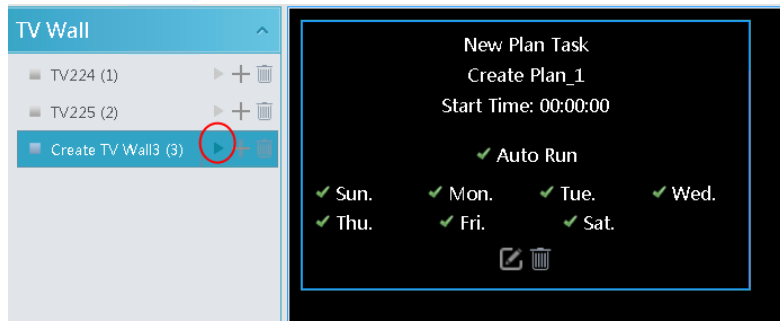 TV Wall
TV224 (1)
TV225 (2)
Create TV Wall3 (3)
New Plan Task
Create Plan_1
Start Time: 00:00:00
Auto Run
Sun. Mon. Tue. Wed.
Thu. Fri. Sat.